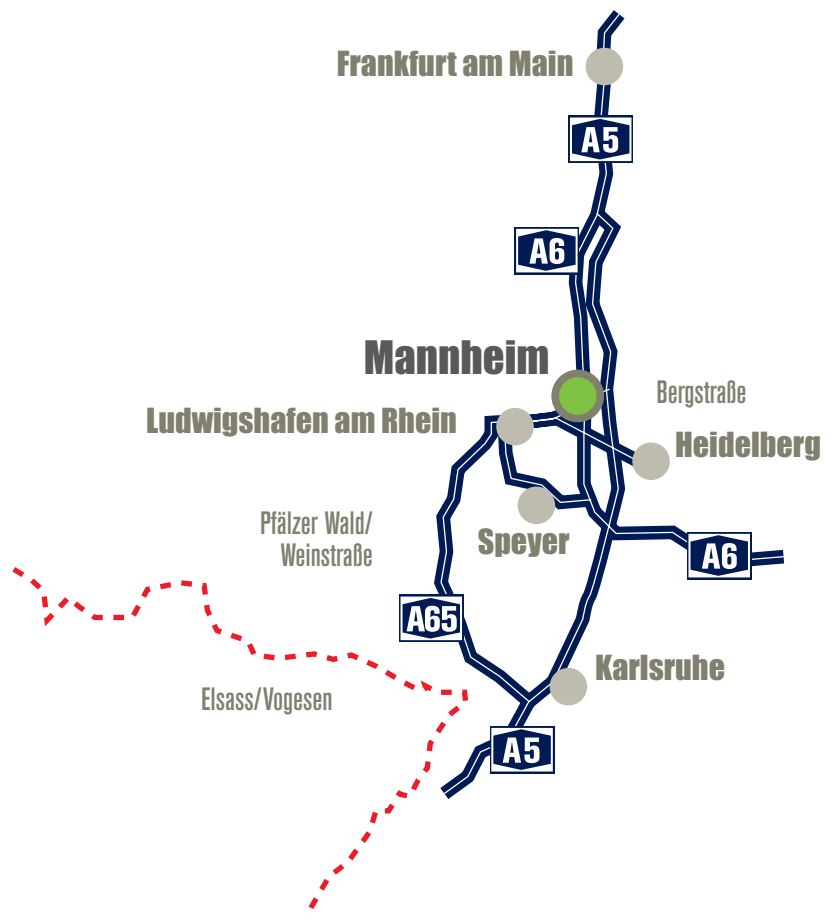 Frankfurt am Main
A5
A6
Mannheim
Bergstraße
Ludwigshafen am Rhein
Heidelberg
Pfälzer Wald/
Weinstraße
Speyer
A6
A65
Karlsruhe
Elsass/Vogesen
A5